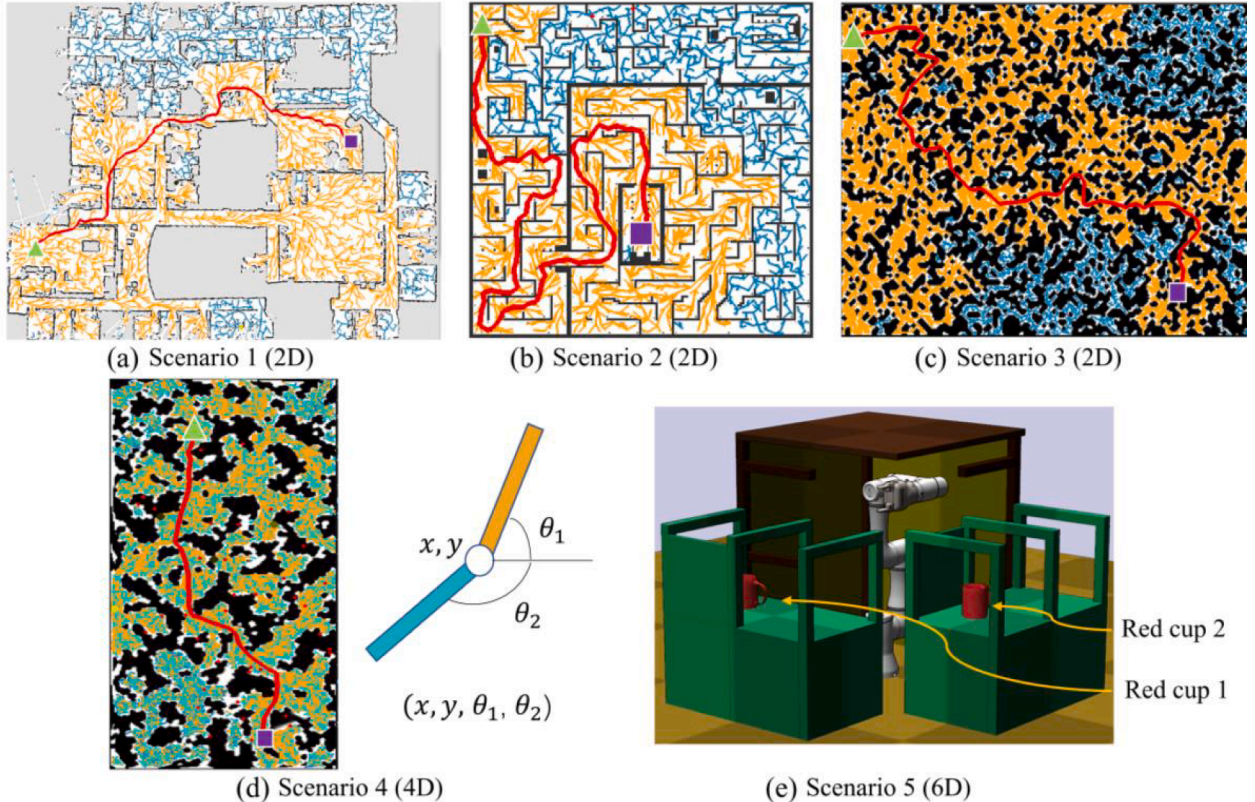 (a) Scenario 1 (2D)
(b) Scenario 2 (2D)
(c) Scenario 3 (2D)
x, y
θ₁
θ₂
(x, y, θ₁, θ₂)
Red cup 2
Red cup 1
(d) Scenario 4 (4D)
(e) Scenario 5 (6D)